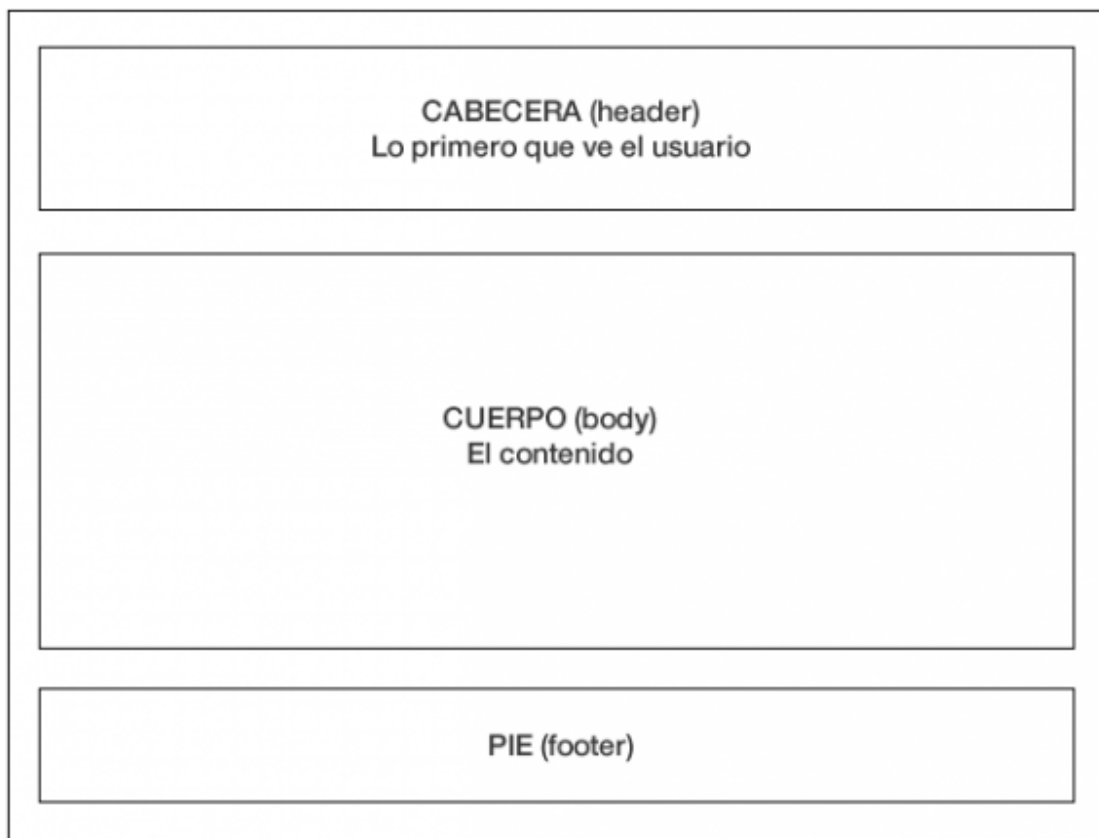 CABECERA (header)
Lo primero que ve el usuario
CUERPO (body)
El contenido
PIE (footer)